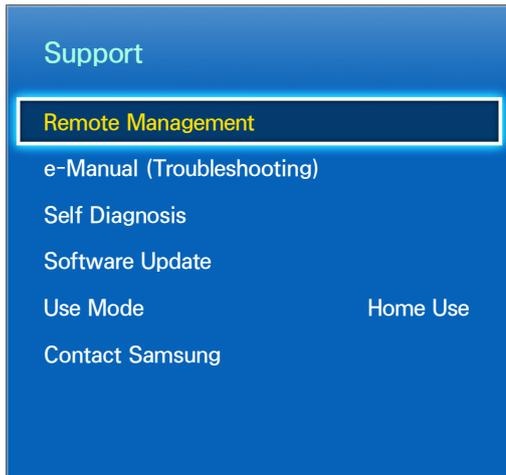 Support
Remote Management
e-Manual (Troubleshooting)
Self Diagnosis
Software Update
Use Mode Home Use
Contact Samsung